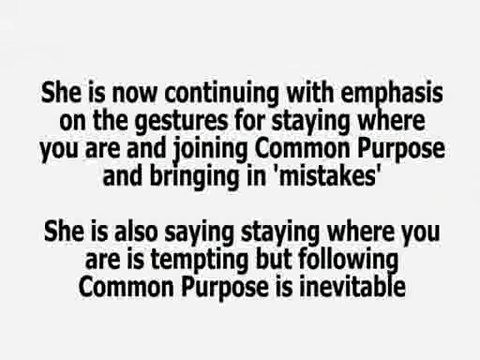 She is now continuing with emphasis
on the gestures for staying where
you are and joining Common Purpose
and bringing in 'mistakes'
She is also saying staying where you
are is tempting but following
Common Purpose is inevitable